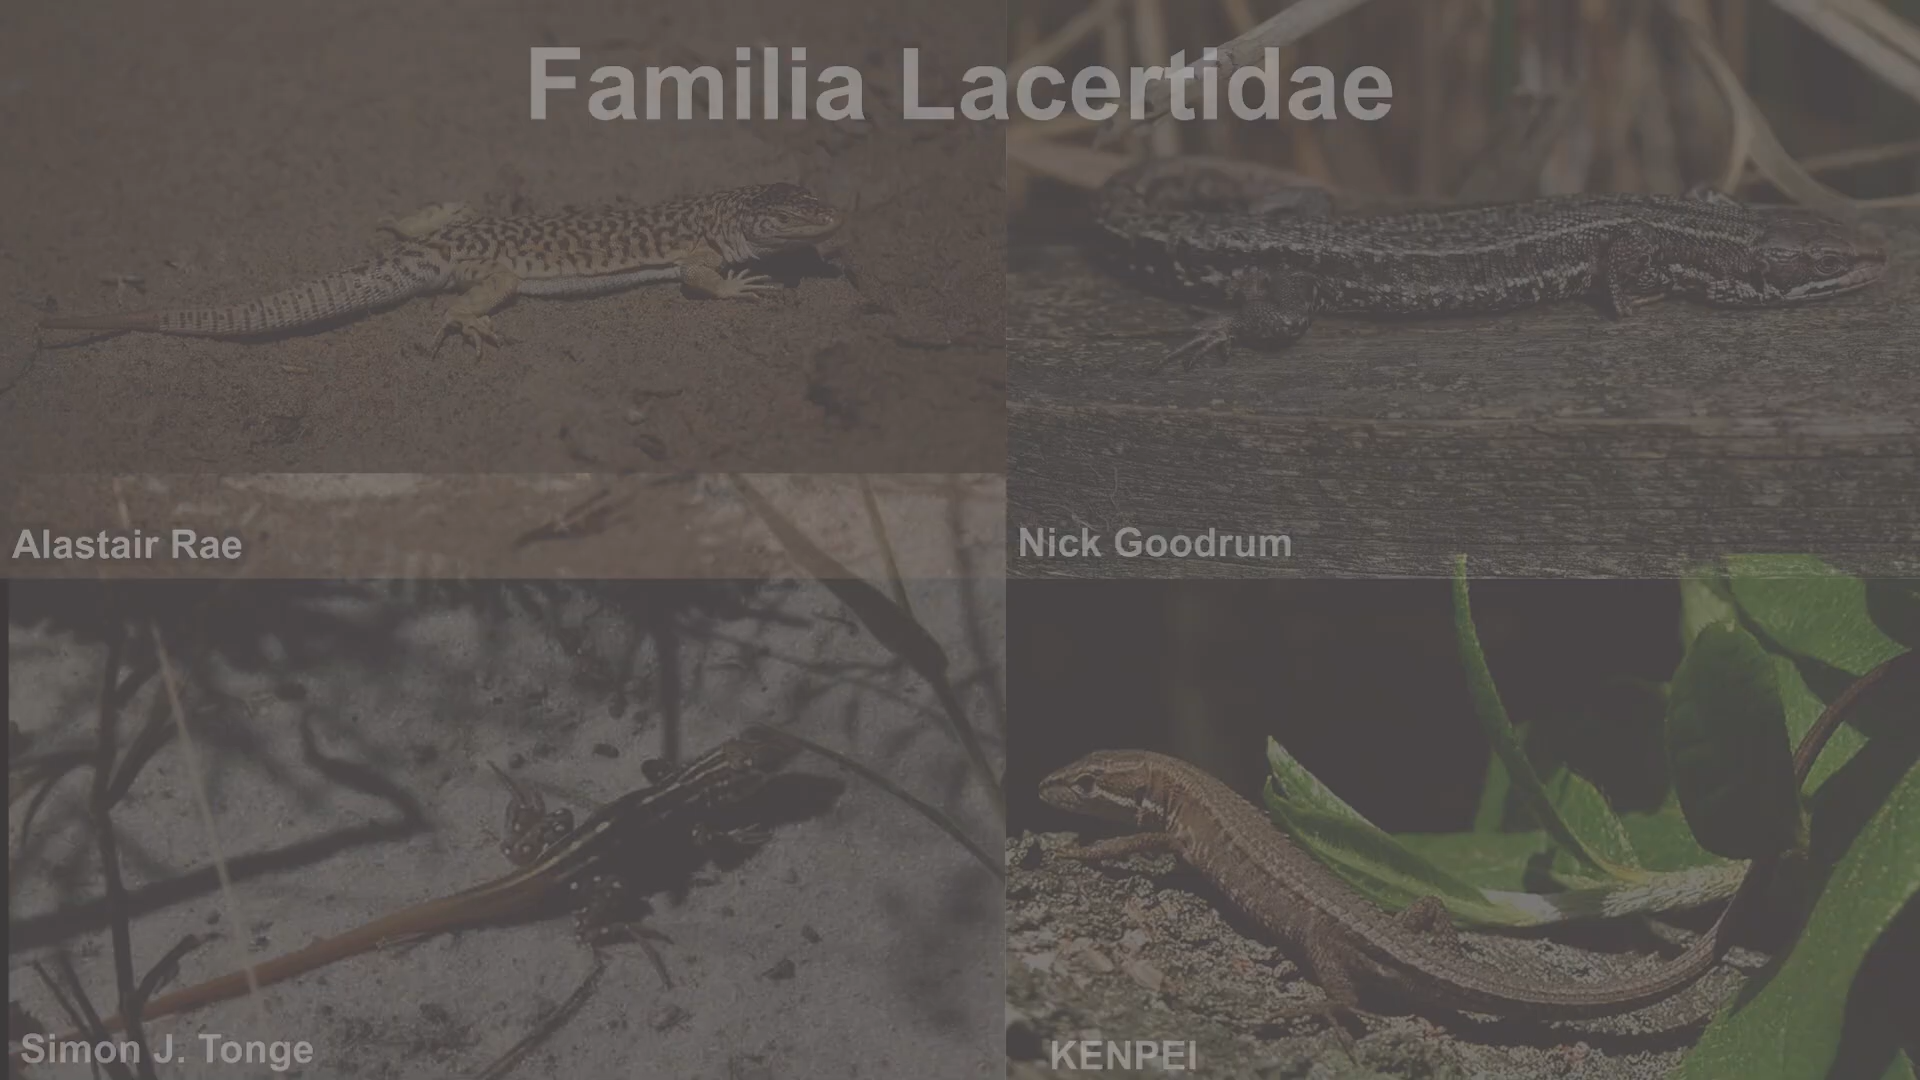 Familia Lacertidae
Alastair Rae
Nick Goodrum
Simon J. Tonge
KENPEI